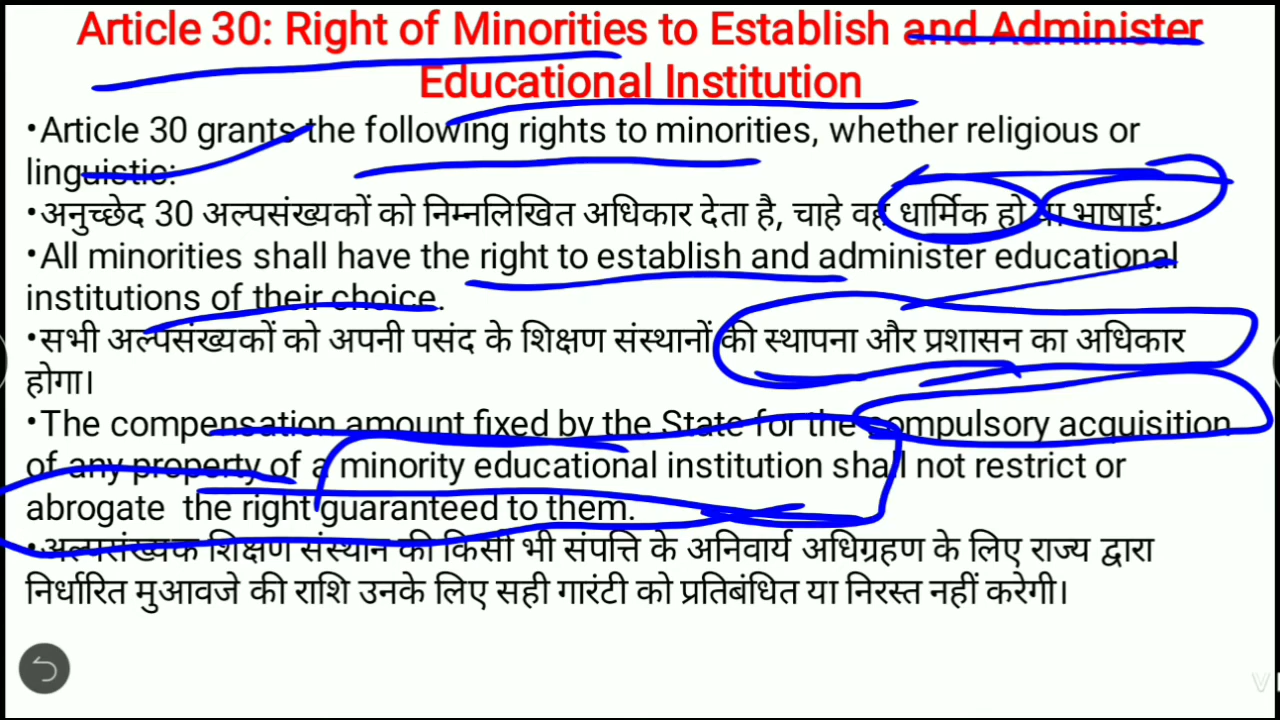 Article 30: Right of Minorities to Establish and Administer
Educational Institution
•Article 30 grants the following rights to minorities, whether religious or
linguistic:
•अनुच्छेद 30 अल्पसंख्यकों को निम्नलिखित अधिकार देता है, चाहे वह धार्मिक हो या भाषाई:
•All minorities shall have the right to establish and administer educational
institutions of their choice.
•सभी अल्पसंख्यकों को अपनी पसंद के शिक्षण संस्थानों की स्थापना और प्रशासन का अधिकार
होगा।
•The compensation amount fixed by the State for the compulsory acquisition
of any property of a minority educational institution shall not restrict or
abrogate the right guaranteed to them.
•अल्पसंख्यक शिक्षण संस्थान की किसी भी संपत्ति के अनिवार्य अधिग्रहण के लिए राज्य द्वारा
निर्धारित मुआवजे की राशि उनके लिए सही गारंटी को प्रतिबंधित या निरस्त नहीं करेगी।